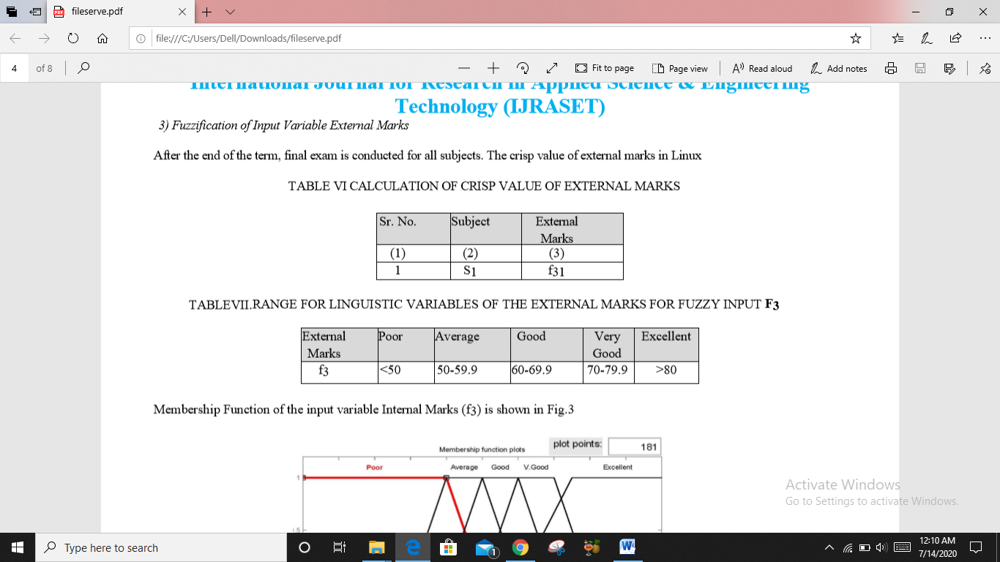 fileserve.pdf
file:///C:/Users/Dell/Downloads/fileserve.pdf
4 of 8
Fit to page
Page view
Read aloud
Add notes
International Journal for Research in Applied Science & Engineering
Technology (IJRASET)
3) Fuzzification of Input Variable External Marks
After the end of the term, final exam is conducted for all subjects. The crisp value of external marks in Linux
TABLE VI CALCULATION OF CRISP VALUE OF EXTERNAL MARKS
Sr. No. Subject External Marks
(1) (2) (3)
1 S1 f31
TABLEVII.RANGE FOR LINGUISTIC VARIABLES OF THE EXTERNAL MARKS FOR FUZZY INPUT F3
External Marks Poor Average Good Very Good Excellent
f3 <50 50-59.9 60-69.9 70-79.9 >80
Membership Function of the input variable Internal Marks (f3) is shown in Fig.3
Membership function plots plot points: 181
Poor Average Good V.Good Excellent
1
Activate Windows
Go to Settings to activate Windows.
Type here to search
1
12:10 AM
7/14/2020